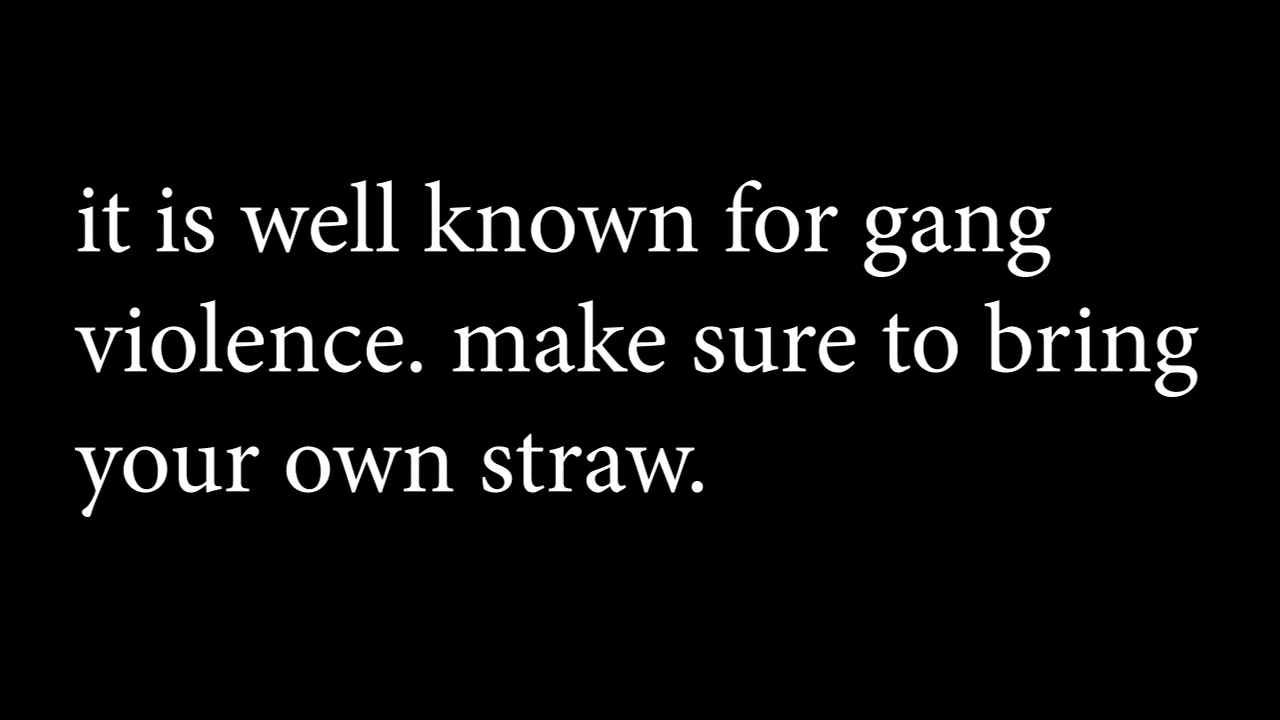 it is well known for gang
violence. make sure to bring
your own straw.